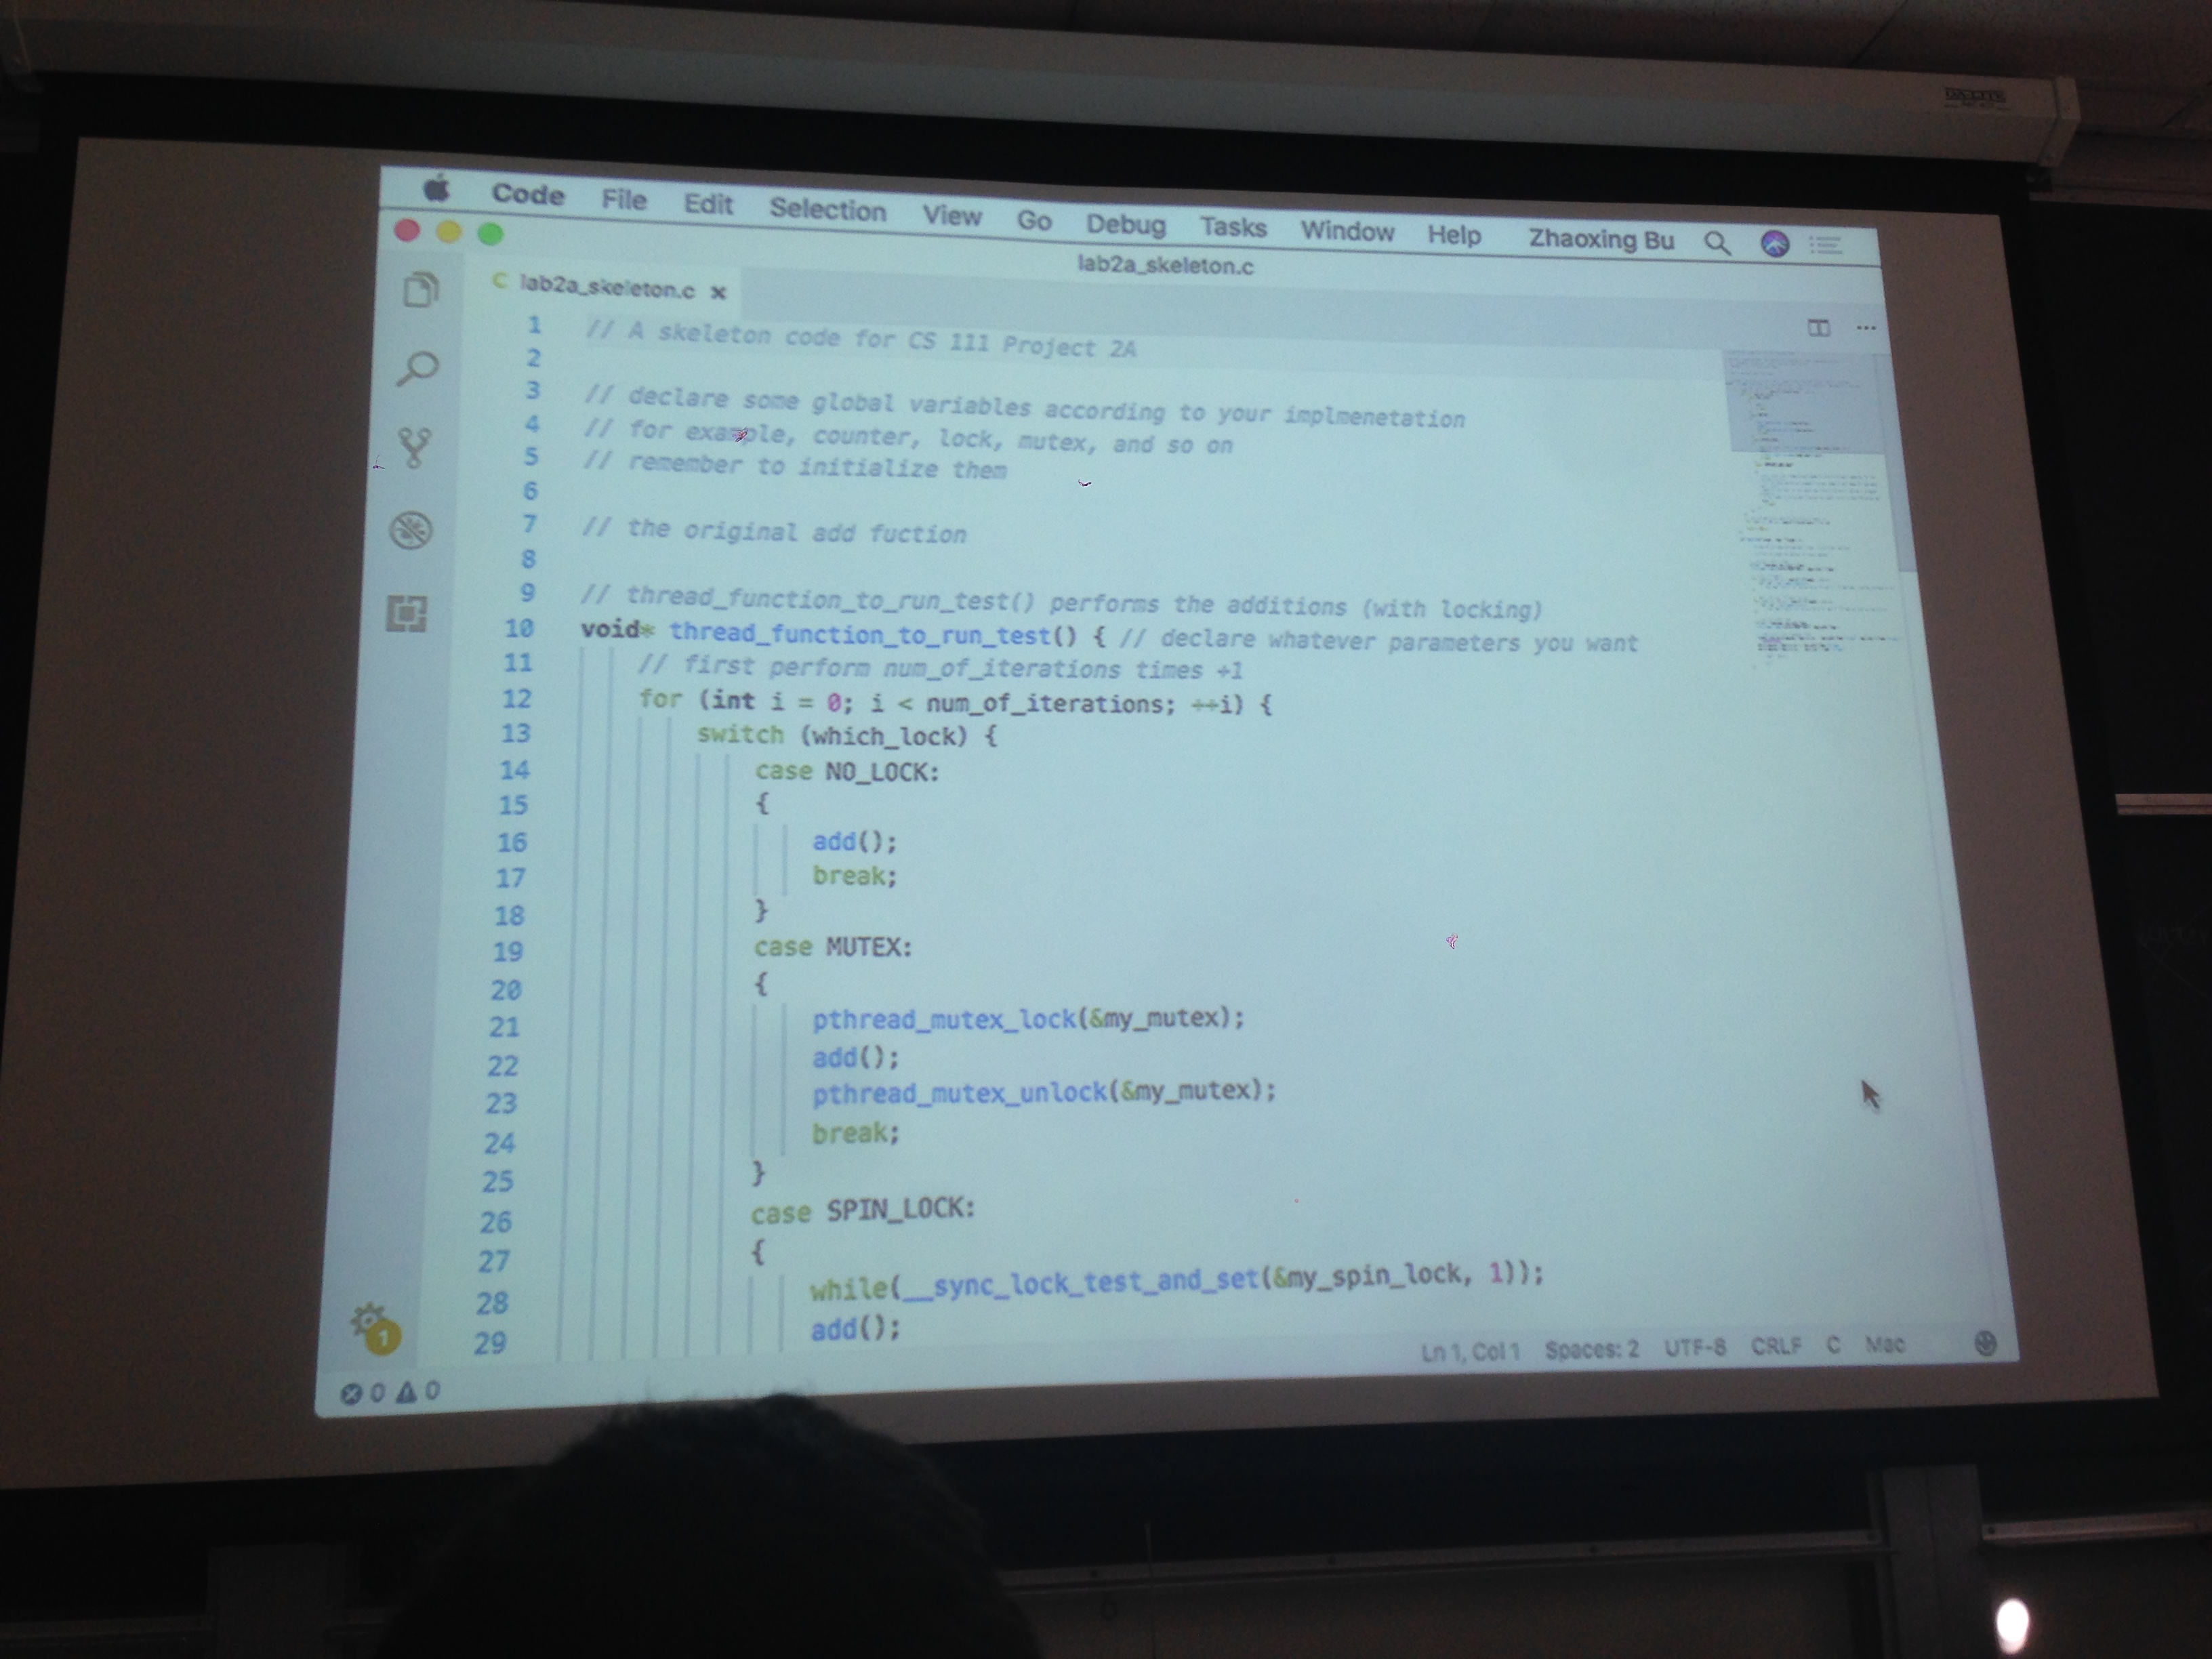 DA-LITE
Code File Edit Selection View Go Debug Tasks Window Help Zhaoxing Bu
lab2a_skeleton.c
C lab2a_skeleton.c ×
1 // A skeleton code for CS 111 Project 2A
2
3 // declare some global variables according to your implmenetation
4 // for example, counter, lock, mutex, and so on
5 // remember to initialize them
6
7 // the original add fuction
8
9 // thread_function_to_run_test() performs the additions (with locking)
10 void* thread_function_to_run_test() { // declare whatever parameters you want
11 // first perform num_of_iterations times +1
12 for (int i = 0; i < num_of_iterations; ++i) {
13 switch (which_lock) {
14 case NO_LOCK:
15 {
16 add();
17 break;
18 }
19 case MUTEX:
20 {
21 pthread_mutex_lock(&my_mutex);
22 add();
23 pthread_mutex_unlock(&my_mutex);
24 break;
25 }
26 case SPIN_LOCK:
27 {
28 while(__sync_lock_test_and_set(&my_spin_lock, 1));
29 add();
1
Ln 1, Col 1 Spaces: 2 UTF-8 CRLF C Mac
0 0